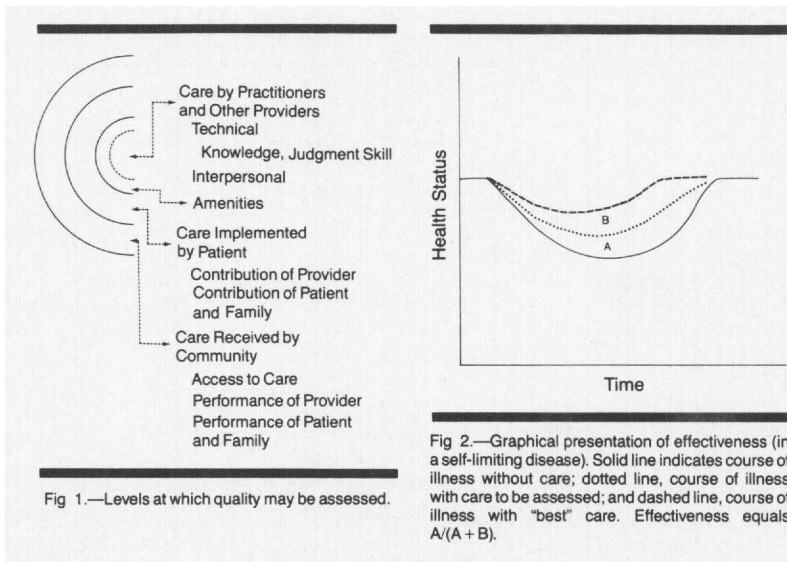 Care by Practitioners
and Other Providers
Technical
Knowledge, Judgment Skill
Interpersonal
Amenities
Care Implemented
by Patient
Contribution of Provider
Contribution of Patient
and Family
Care Received by
Community
Access to Care
Performance of Provider
Performance of Patient
and Family
Fig 1.—Levels at which quality may be assessed.
Health Status
B
A
Time
Fig 2.—Graphical presentation of effectiveness (in
a self-limiting disease). Solid line indicates course of
illness without care; dotted line, course of illness
with care to be assessed; and dashed line, course of
illness with "best" care. Effectiveness equals
A/(A + B).